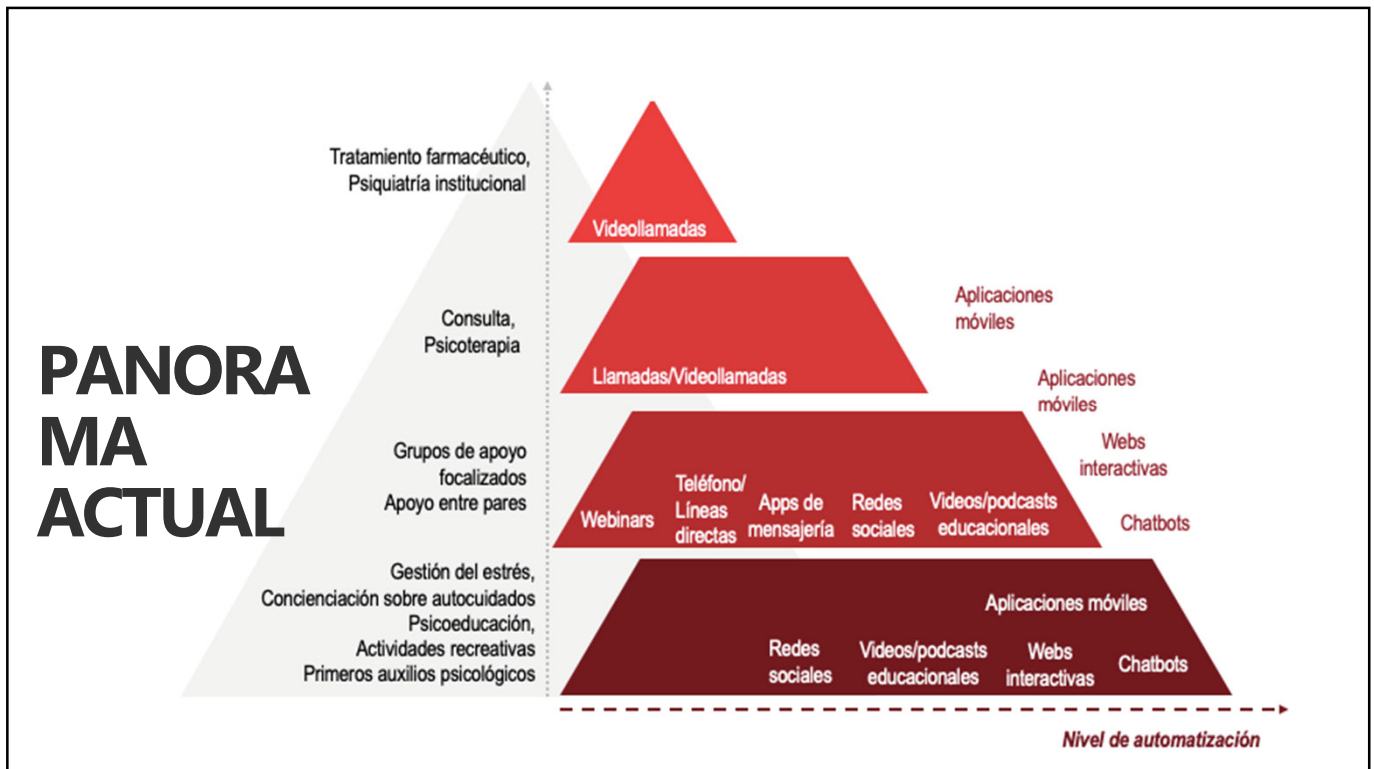 PANORA
MA
ACTUAL
Tratamiento farmacéutico,
Psiquiatría institucional
Videollamadas
Consulta,
Psicoterapia
Llamadas/Videollamadas
Aplicaciones
móviles
Grupos de apoyo
focalizados
Apoyo entre pares
Webinars
Teléfono/
Líneas
directas
Apps de
mensajería
Redes
sociales
Videos/podcasts
educacionales
Aplicaciones
móviles
Webs
interactivas
Chatbots
Gestión del estrés,
Concienciación sobre autocuidados
Psicoeducación,
Actividades recreativas
Primeros auxilios psicológicos
Aplicaciones móviles
Redes
sociales
Videos/podcasts
educacionales
Webs
interactivas
Chatbots
Nivel de automatización